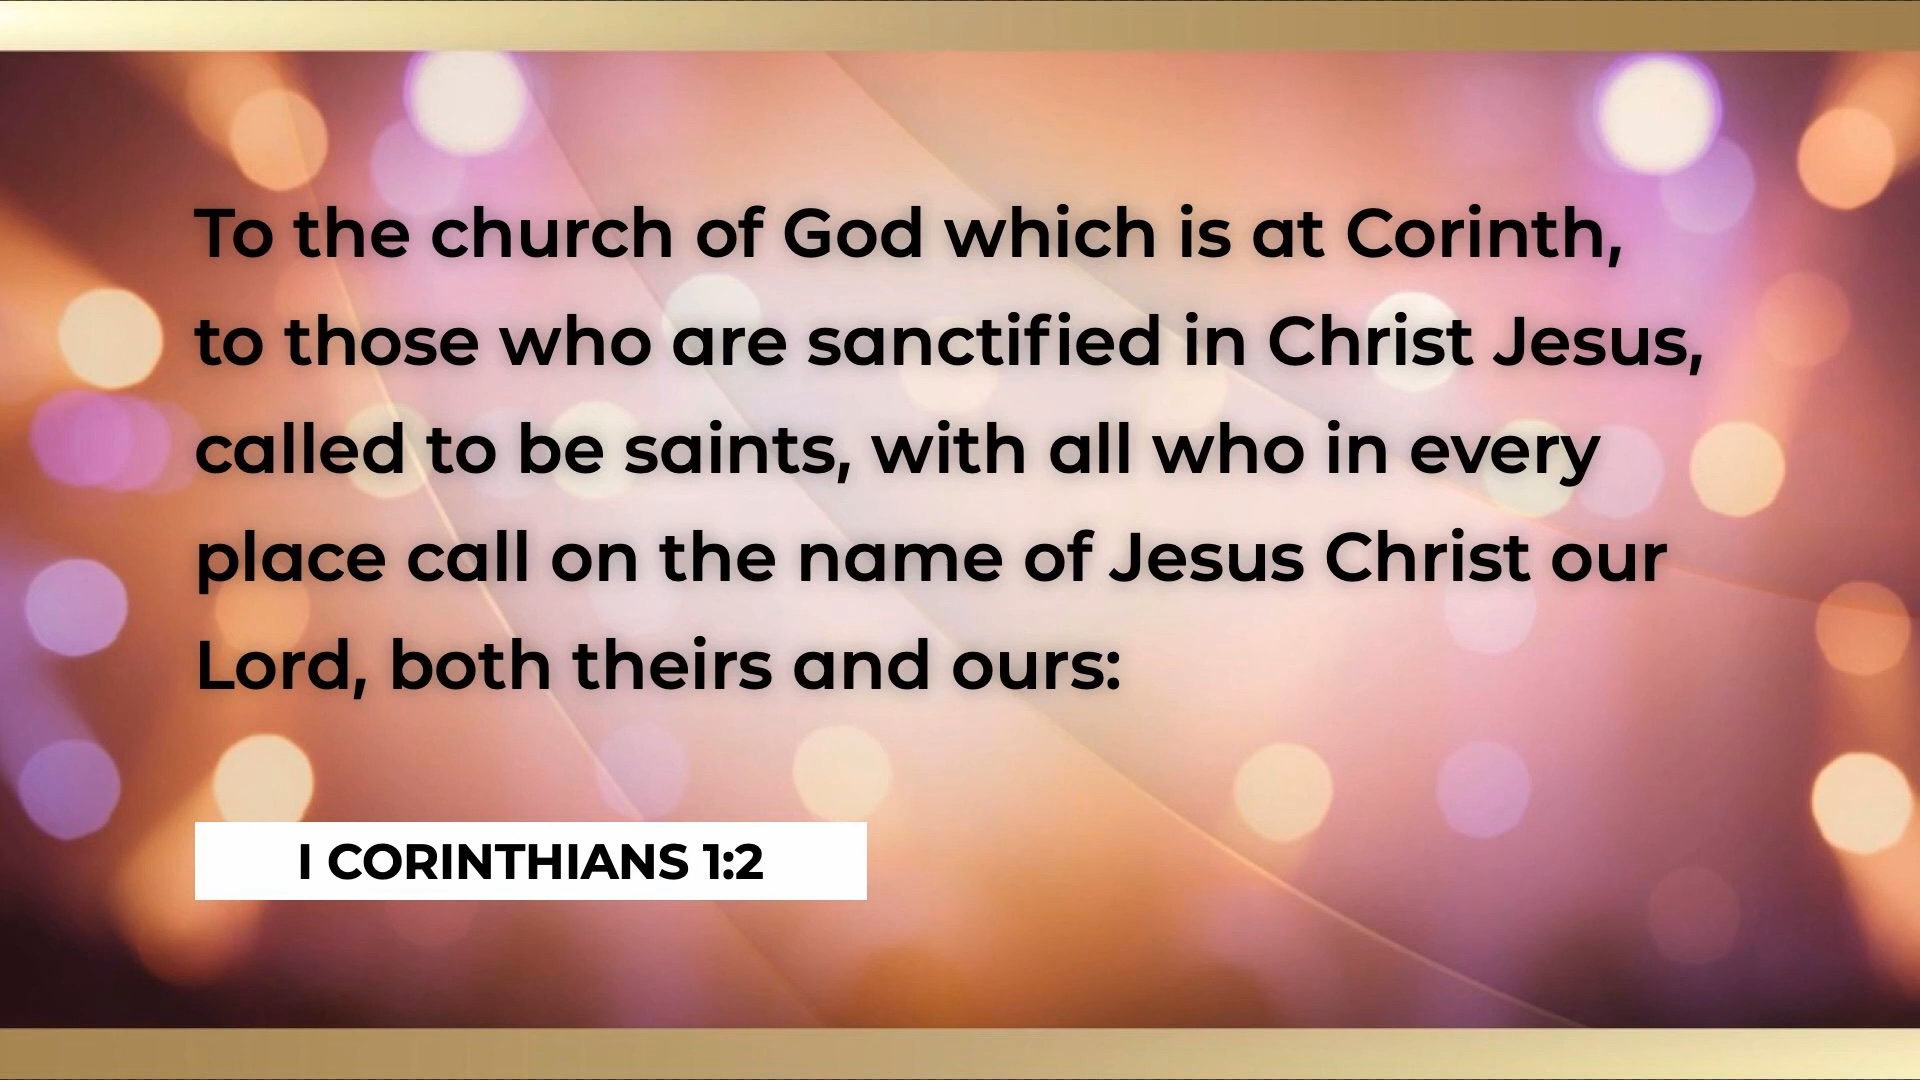 To the church of God which is at Corinth,
to those who are sanctified in Christ Jesus,
called to be saints, with all who in every
place call on the name of Jesus Christ our
Lord, both theirs and ours:
I CORINTHIANS 1:2